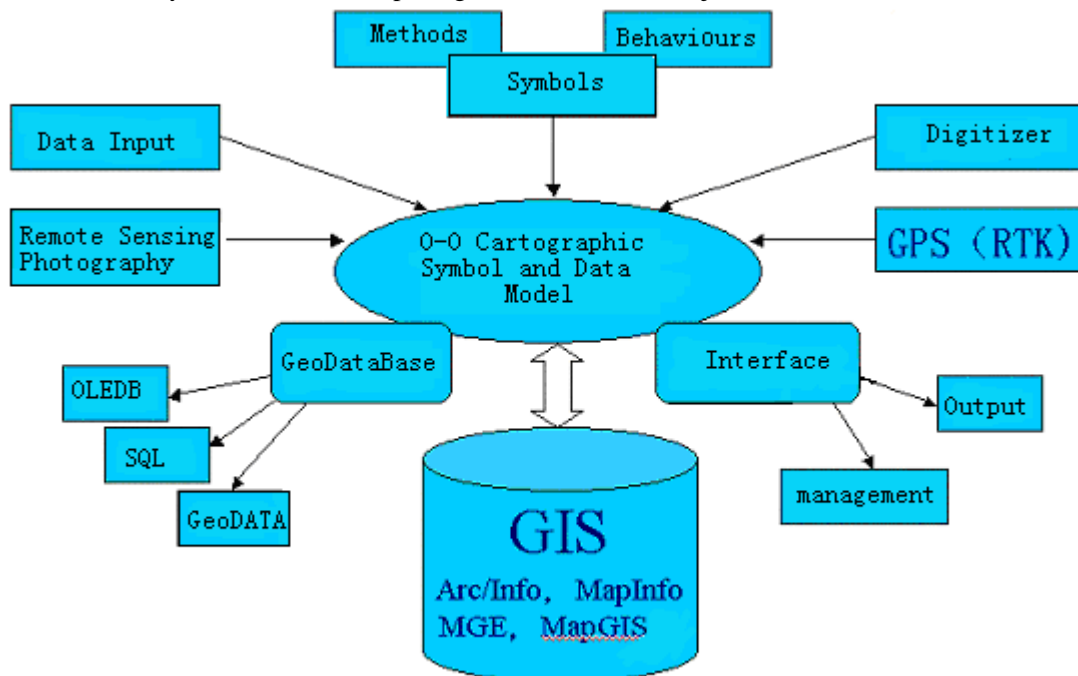 Methods
Behaviours
Symbols
Data Input
Digitizer
Remote Sensing
Photography
O-O Cartographic
Symbol and Data
Model
GPS（RTK）
GeoDataBase
Interface
OLEDB
SQL
GeoDATA
Output
management
GIS
Arc/Info, MapInfo
MGE, MapGIS